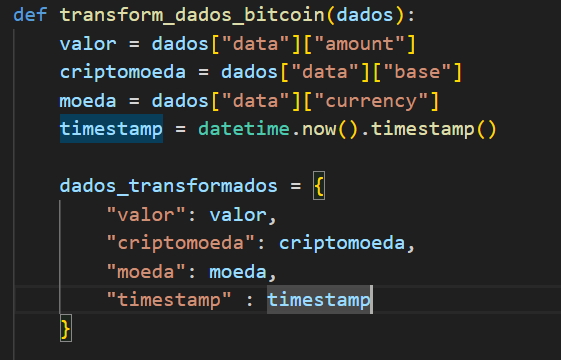 def transform_dados_bitcoin(dados):
    valor = dados["data"]["amount"]
    criptomoeda = dados["data"]["base"]
    moeda = dados["data"]["currency"]
    timestamp = datetime.now().timestamp()
    dados_transformados = {
        "valor": valor,
        "criptomoeda": criptomoeda,
        "moeda": moeda,
        "timestamp" : timestamp
    }